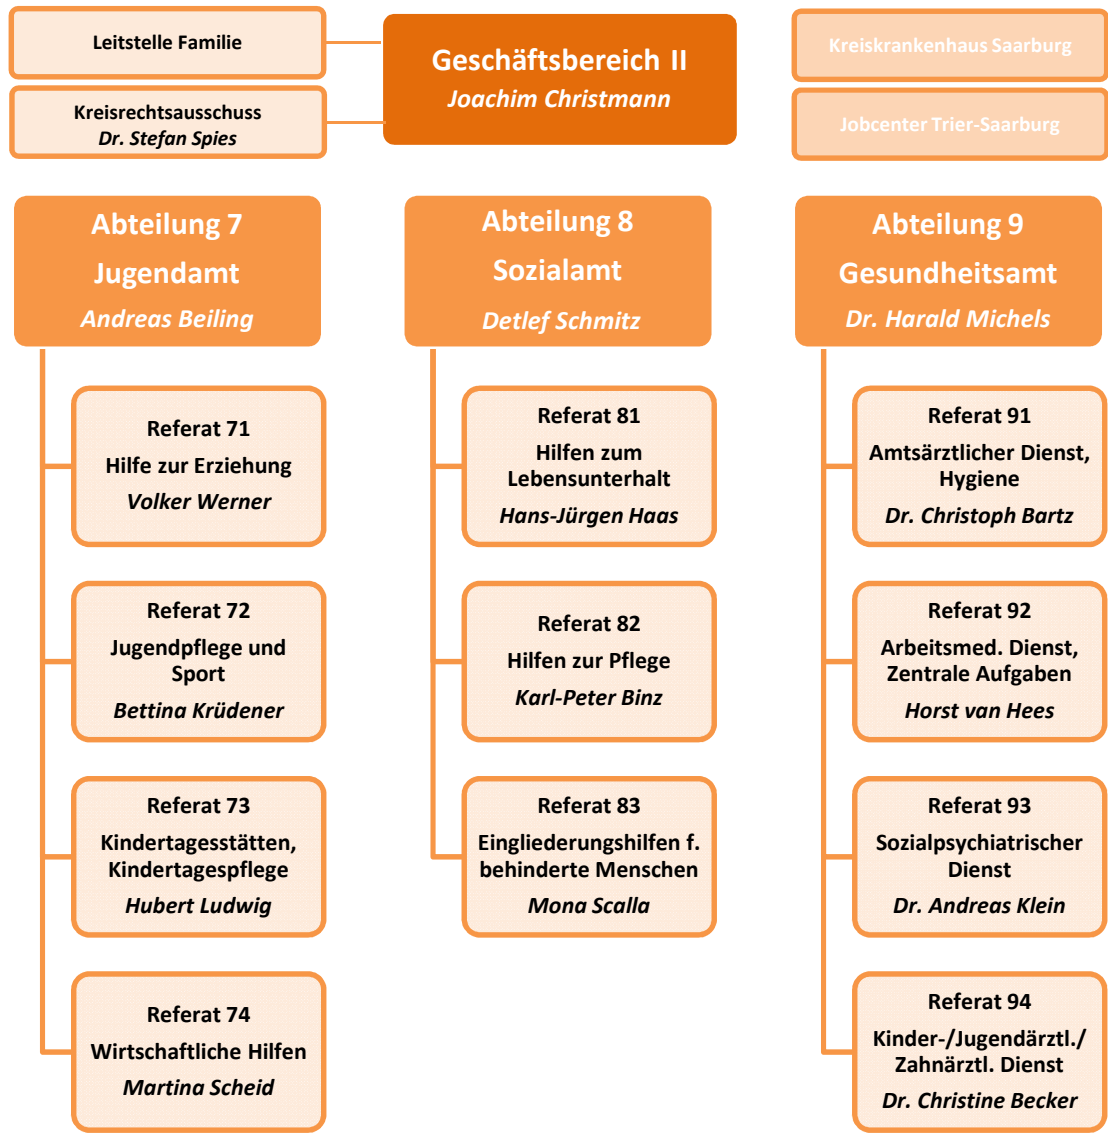 Leitstelle Familie
Kreisrechtsausschuss
Dr. Stefan Spies
Geschäftsbereich II
Joachim Christmann
Kreiskrankenhaus Saarburg
Jobcenter Trier-Saarburg
Abteilung 7
Jugendamt
Andreas Beiling
Referat 71
Hilfe zur Erziehung
Volker Werner
Referat 72
Jugendpflege und
Sport
Bettina Krüdener
Referat 73
Kindertagesstätten,
Kindertagespflege
Hubert Ludwig
Referat 74
Wirtschaftliche Hilfen
Martina Scheid
Abteilung 8
Sozialamt
Detlef Schmitz
Referat 81
Hilfen zum
Lebensunterhalt
Hans-Jürgen Haas
Referat 82
Hilfen zur Pflege
Karl-Peter Binz
Referat 83
Eingliederungshilfen f.
behinderte Menschen
Mona Scalla
Abteilung 9
Gesundheitsamt
Dr. Harald Michels
Referat 91
Amtsärztlicher Dienst,
Hygiene
Dr. Christoph Bartz
Referat 92
Arbeitsmed. Dienst,
Zentrale Aufgaben
Horst van Hees
Referat 93
Sozialpsychiatrischer
Dienst
Dr. Andreas Klein
Referat 94
Kinder-/Jugendärztl./
Zahnärztl. Dienst
Dr. Christine Becker